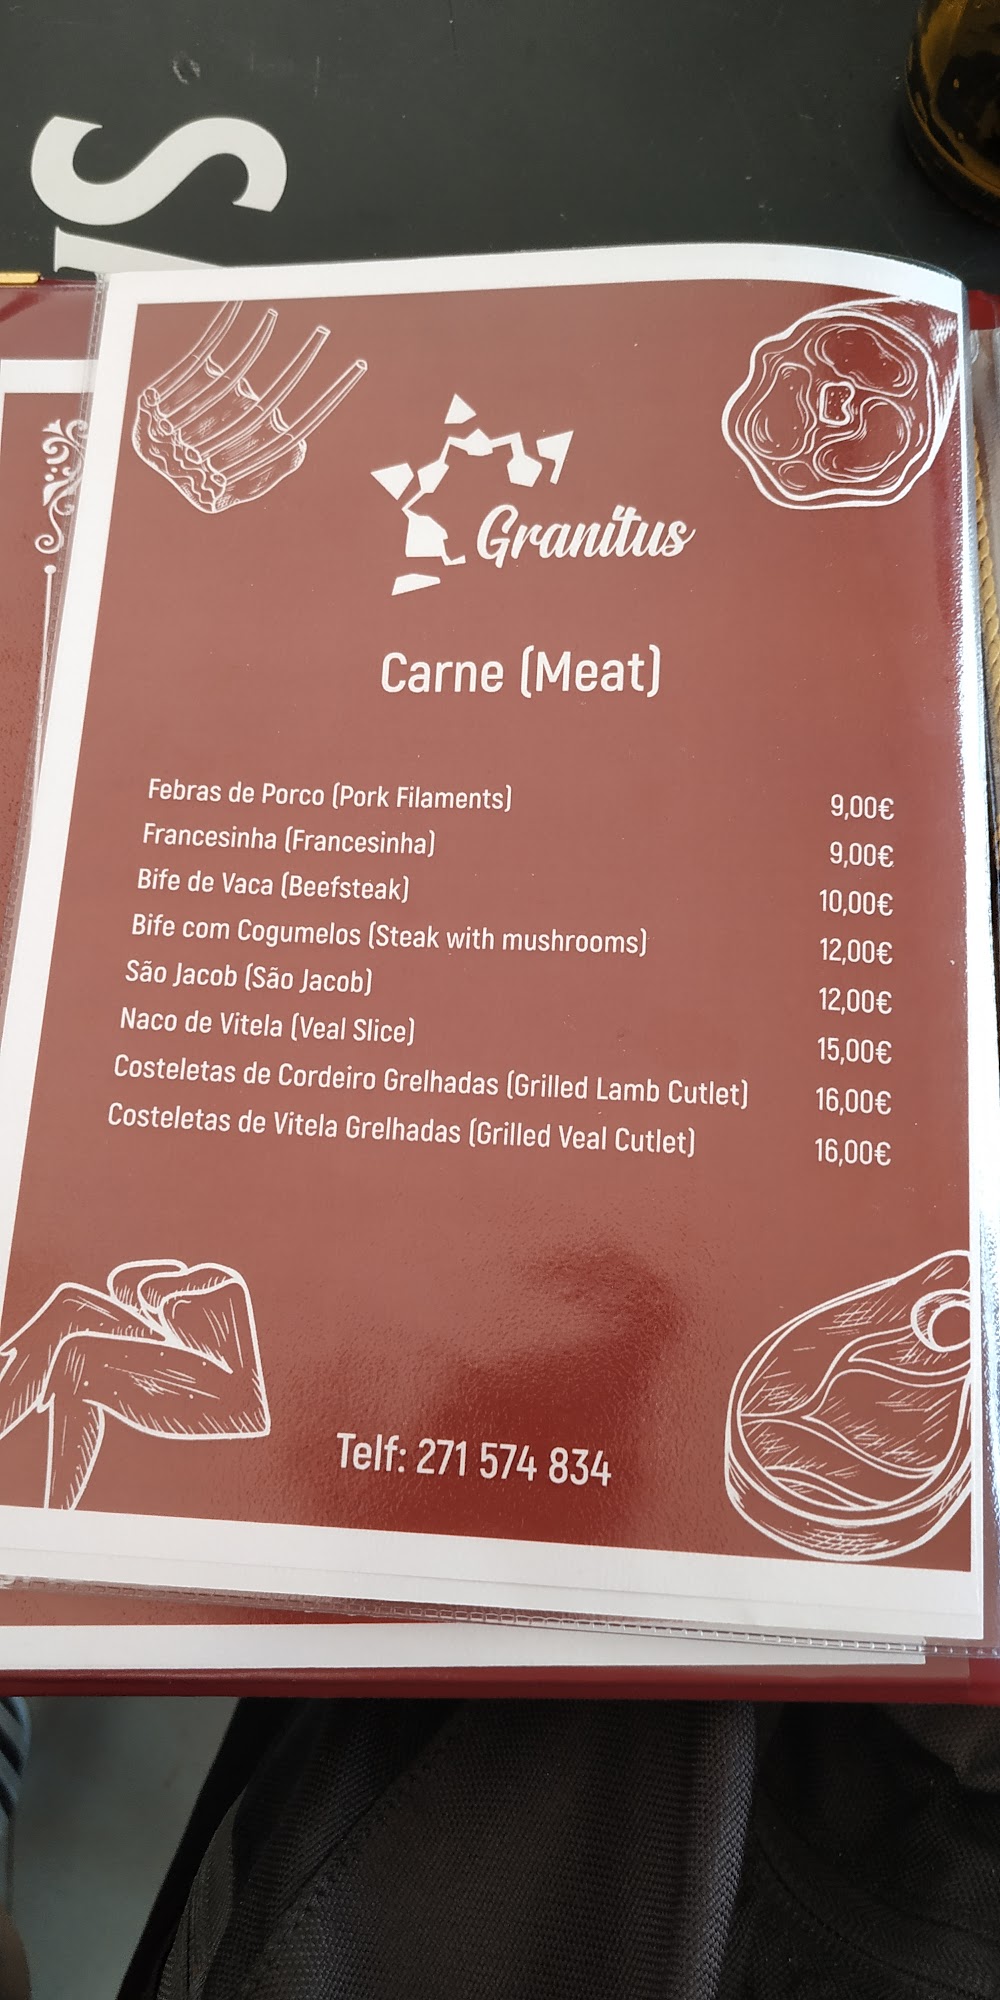 S
Granitus
Carne (Meat)
Febras de Porco (Pork Filaments) 9,00€
Francesinha (Francesinha) 9,00€
Bife de Vaca (Beefsteak) 10,00€
Bife com Cogumelos (Steak with mushrooms) 12,00€
São Jacob (São Jacob) 12,00€
Naco de Vitela (Veal Slice) 15,00€
Costeletas de Cordeiro Grelhadas (Grilled Lamb Cutlet) 16,00€
Costeletas de Vitela Grelhadas (Grilled Veal Cutlet) 16,00€
Telf: 271 574 834